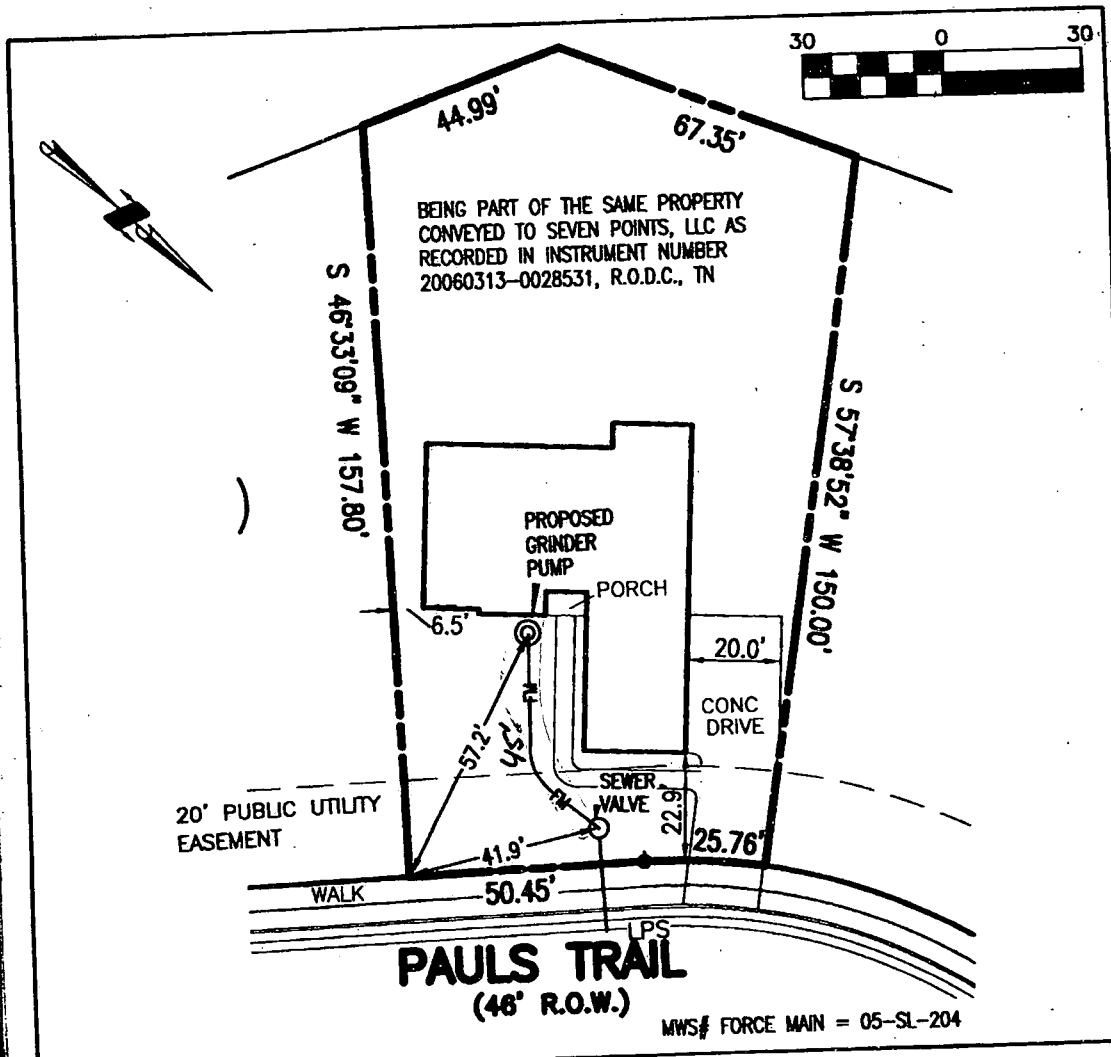 30 0 30
44.99'
67.35'
BEING PART OF THE SAME PROPERTY
CONVEYED TO SEVEN POINTS, LLC AS
RECORDED IN INSTRUMENT NUMBER
20060313-0028531, R.O.D.C., TN
S 46°33'09" W 157.80'
S 57°38'52" W 150.00'
PROPOSED
GRINDER
PUMP
PORCH
6.5'
20.0'
FM
CONC
DRIVE
57.2'
45'
SEWER
VALVE
FM
22.9'
20' PUBLIC UTILITY
EASEMENT
41.9'
25.76'
WALK
50.45'
LPS
PAULS TRAIL
(46' R.O.W.)
MWS# FORCE MAIN = 05-SL-204